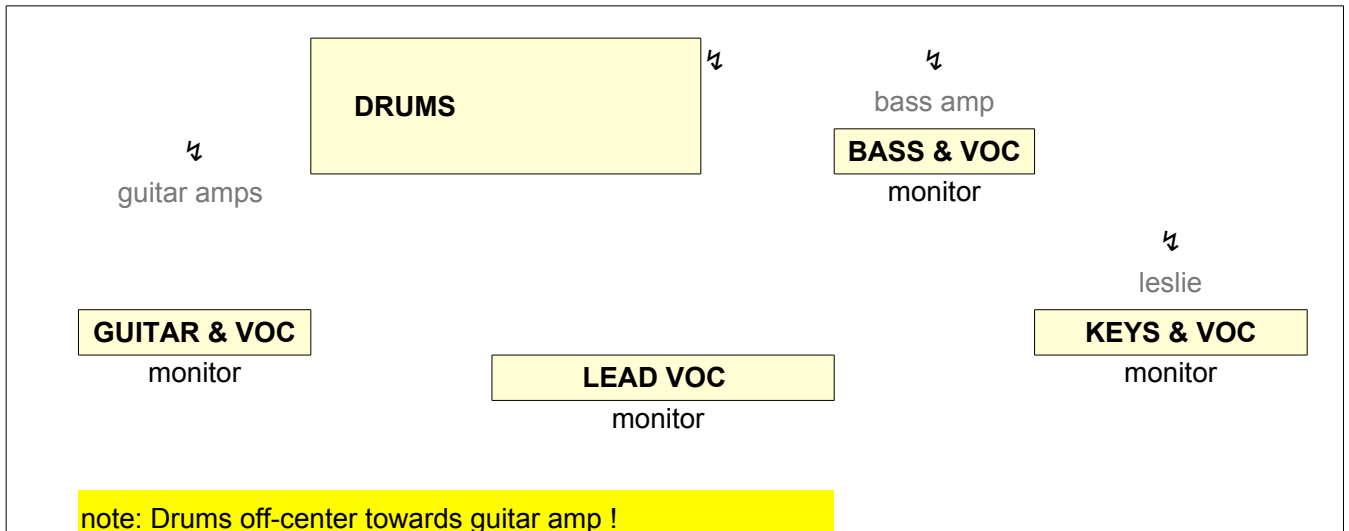 ↯ ↯
DRUMS
bass amp
↯
BASS & VOC
guitar amps
monitor
↯
leslie
GUITAR & VOC
KEYS & VOC
monitor
LEAD VOC
monitor
monitor
note: Drums off-center towards guitar amp !